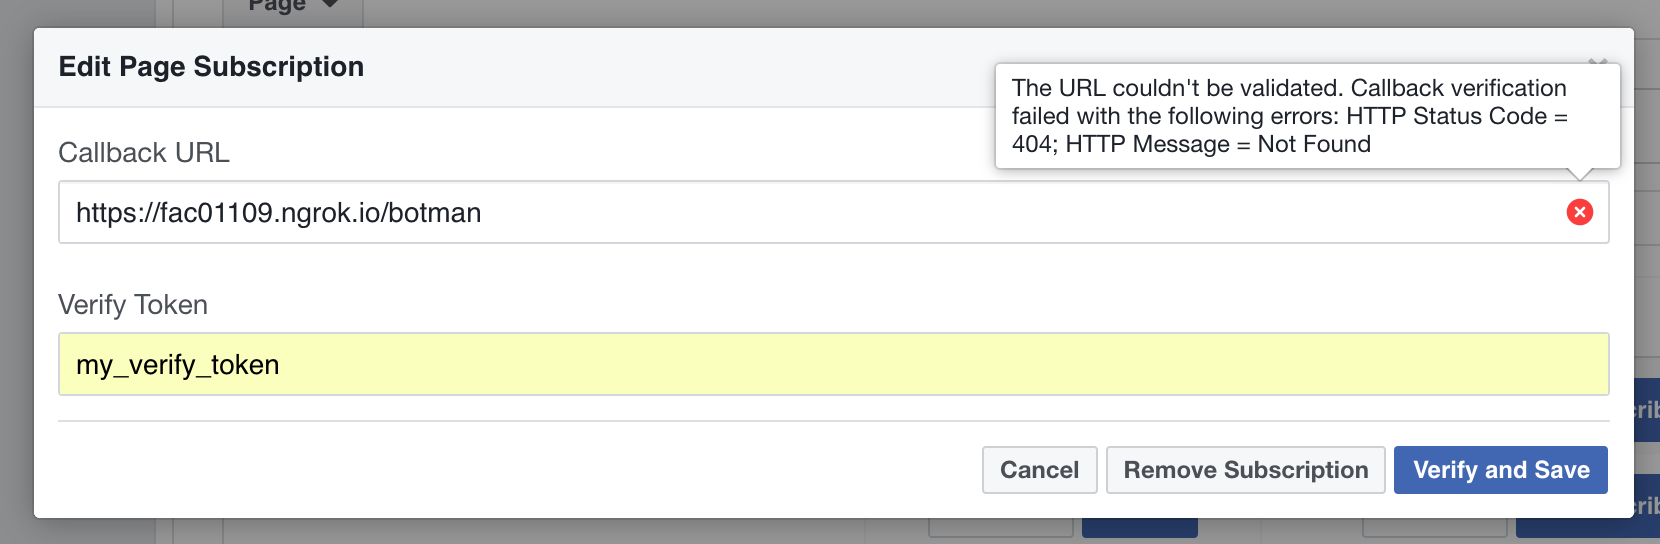 Page
Edit Page Subscription
The URL couldn't be validated. Callback verification
failed with the following errors: HTTP Status Code =
404; HTTP Message = Not Found
Callback URL
https://fac01109.ngrok.io/botman
Verify Token
my_verify_token
Cancel
Remove Subscription
Verify and Save